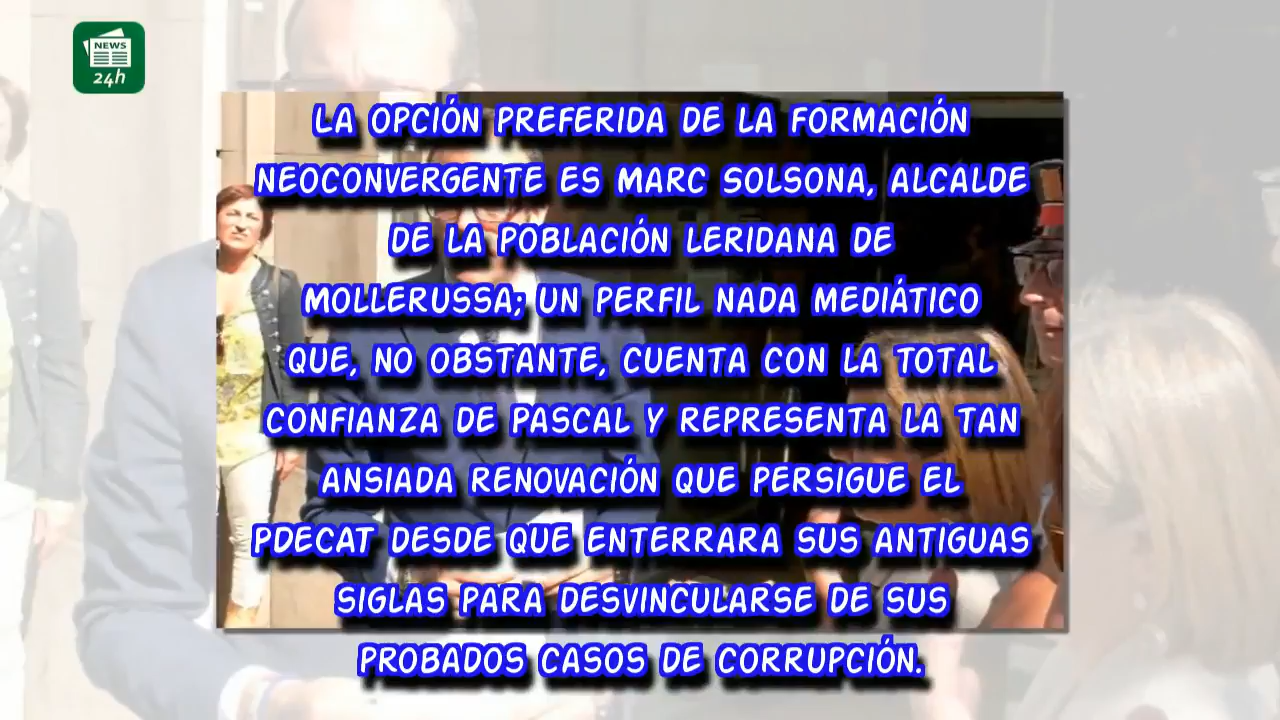 NEWS
24h
LA OPCIÓN PREFERIDA DE LA FORMACIÓN
NEOCONVERGENTE ES MARC SOLSONA, ALCALDE
DE LA POBLACIÓN LERIDANA DE
MOLLERUSSA; UN PERFIL NADA MEDIÁTICO
QUE, NO OBSTANTE, CUENTA CON LA TOTAL
CONFIANZA DE PASCAL Y REPRESENTA LA TAN
ANSIADA RENOVACIÓN QUE PERSIGUE EL
PDECAT DESDE QUE ENTERRARA SUS ANTIGUAS
SIGLAS PARA DESVINCULARSE DE SUS
PROBADOS CASOS DE CORRUPCIÓN.